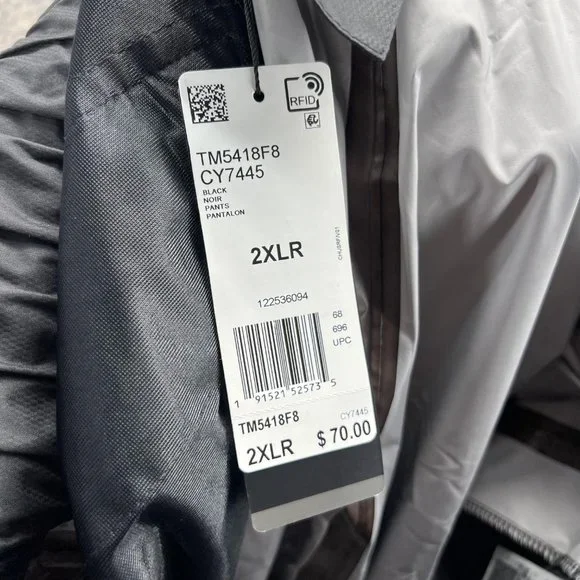 RFID
TM5418F8
CY7445
BLACK
NOIR
PANTS
PANTALON
2XLR
122536094
68
696
UPC
1 91521 52573 5
TM5418F8 CY7445
2XLR $70.00